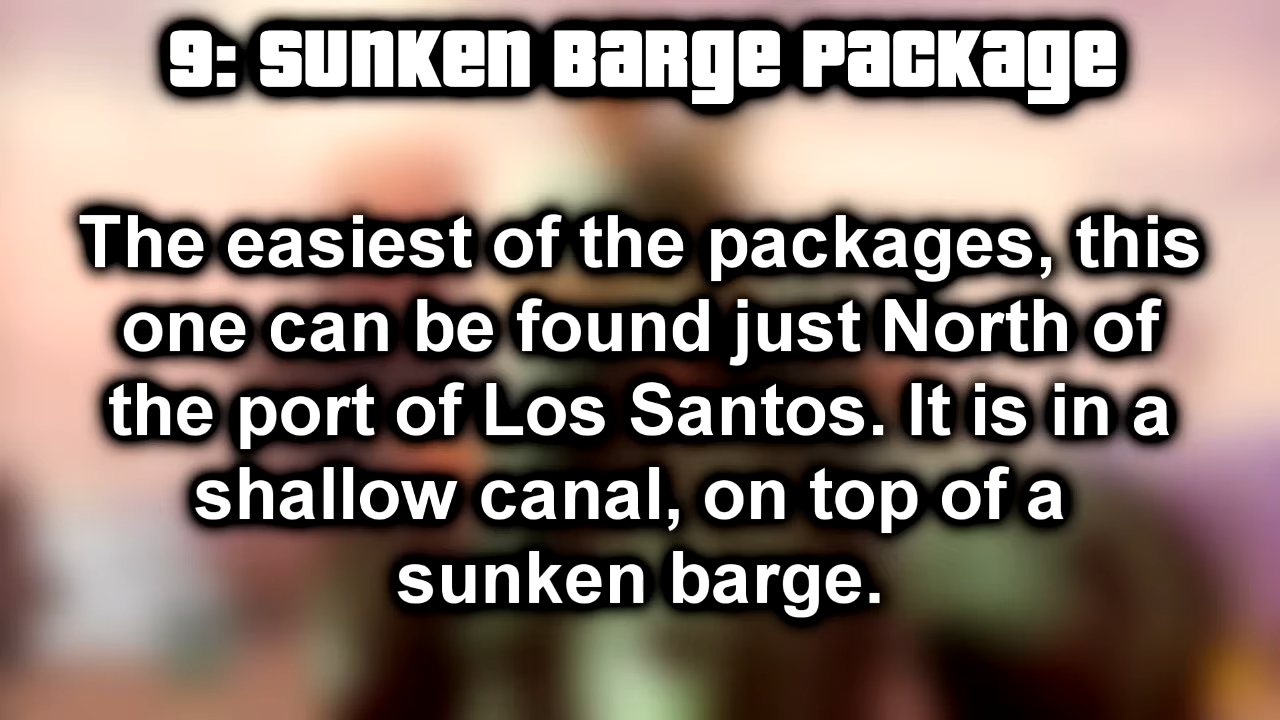 9: Sunken Barge Package
The easiest of the packages, this
one can be found just North of
the port of Los Santos. It is in a
shallow canal, on top of a
sunken barge.